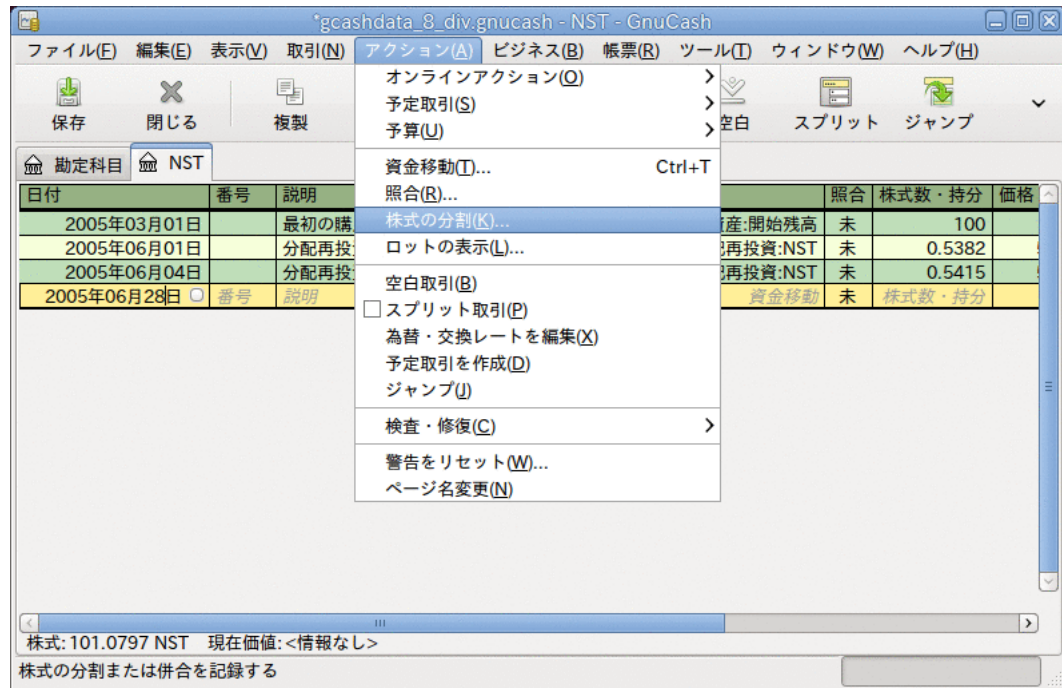 *gcashdata_8_div.gnucash - NST - GnuCash
ファイル(F) 編集(E) 表示(V) 取引(N) アクション(A) ビジネス(B) 帳票(R) ツール(T) ウィンドウ(W) ヘルプ(H)
保存 閉じる 複製 空白 スプリット ジャンプ
オンラインアクション(O)
予定取引(S)
予算(U)
資金移動(T)... Ctrl+T
照合(R)...
株式の分割(K)...
ロットの表示(L)...
空白取引(B)
スプリット取引(P)
為替・交換レートを編集(X)
予定取引を作成(D)
ジャンプ(J)
検査・修復(C)
警告をリセット(W)...
ページ名変更(N)
勘定科目 NST
日付 番号 説明 照合 株式数・持分 価格
2005年03月01日 最初の購 産:開始残高 未 100
2005年06月01日 分配再投 再投資:NST 未 0.5382
2005年06月04日 分配再投 再投資:NST 未 0.5415
2005年06月28日 番号 説明 資金移動 未 株式数・持分
株式: 101.0797 NST 現在価値: <情報なし>
株式の分割または併合を記録する